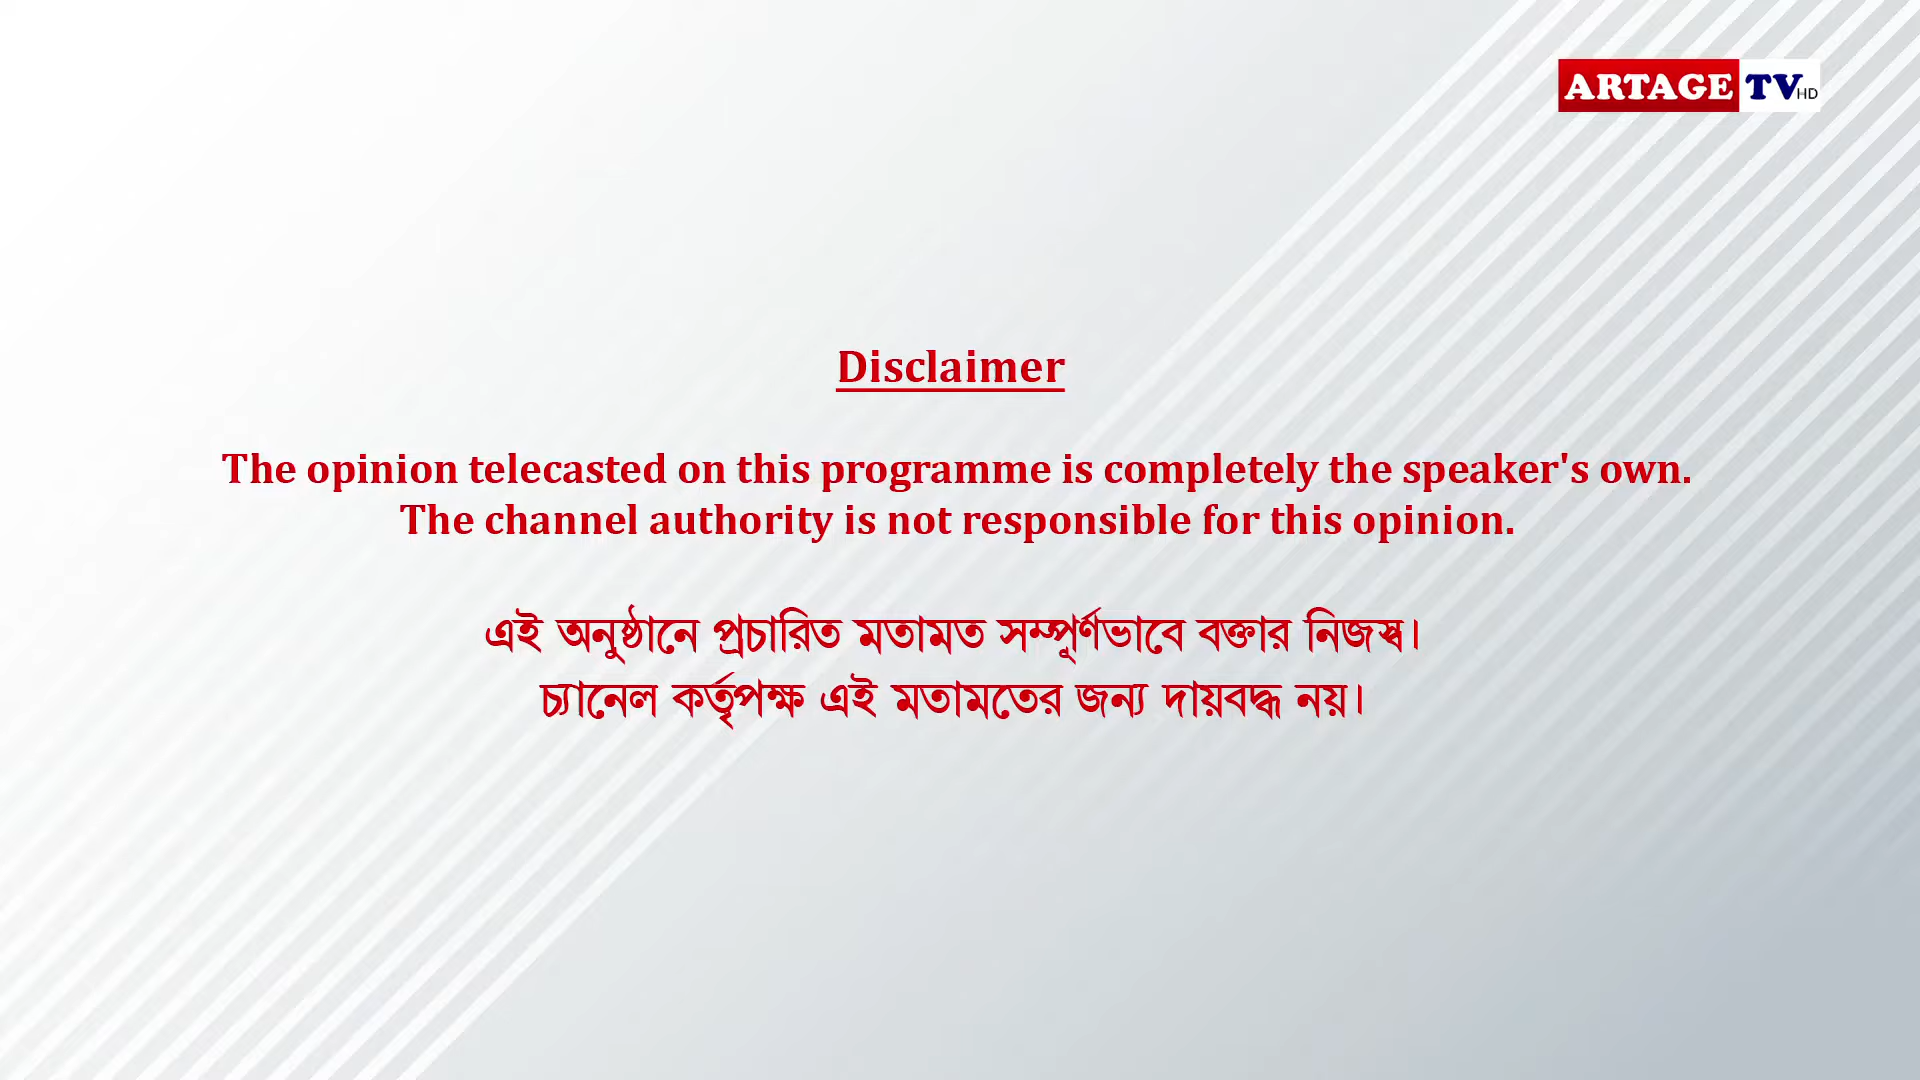 ARTAGE TV HD
Disclaimer
The opinion telecasted on this programme is completely the speaker's own.
The channel authority is not responsible for this opinion.
এই অনুষ্ঠানে প্রচারিত মতামত সম্পূর্ণভাবে বক্তার নিজস্ব।
চ্যানেল কর্তৃপক্ষ এই মতামতের জন্য দায়বদ্ধ নয়।